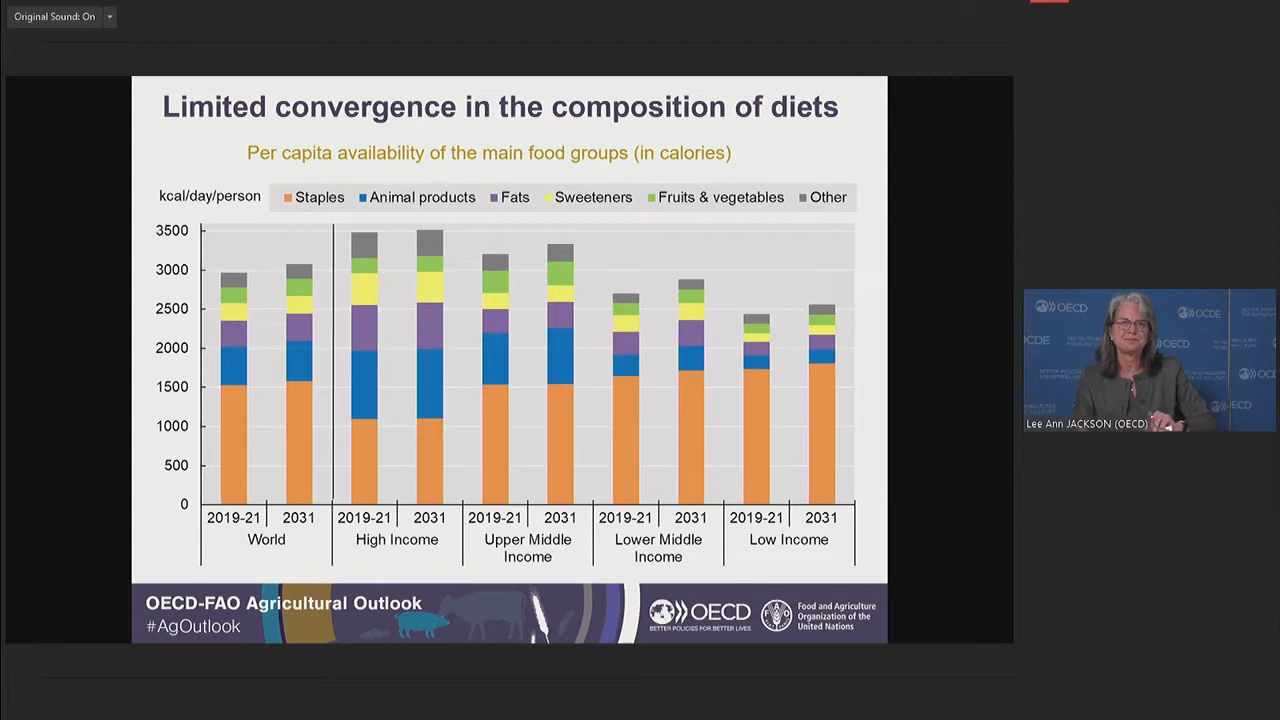 Original Sound: On
Limited convergence in the composition of diets
Per capita availability of the main food groups (in calories)
kcal/day/person
Staples
Animal products
Fats
Sweeteners
Fruits & vegetables
Other
3500
3000
2500
2000
1500
1000
500
0
2019-21
2031
2019-21
2031
2019-21
2031
2019-21
2031
2019-21
2031
World
High Income
Upper Middle
Income
Lower Middle
Income
Low Income
OECD-FAO Agricultural Outlook
#AgOutlook
OECD
BETTER POLICIES FOR BETTER LIVES
FAO
Food and Agriculture
Organization of the
United Nations
OECD
OCDE
Lee Ann JACKSON (OECD)